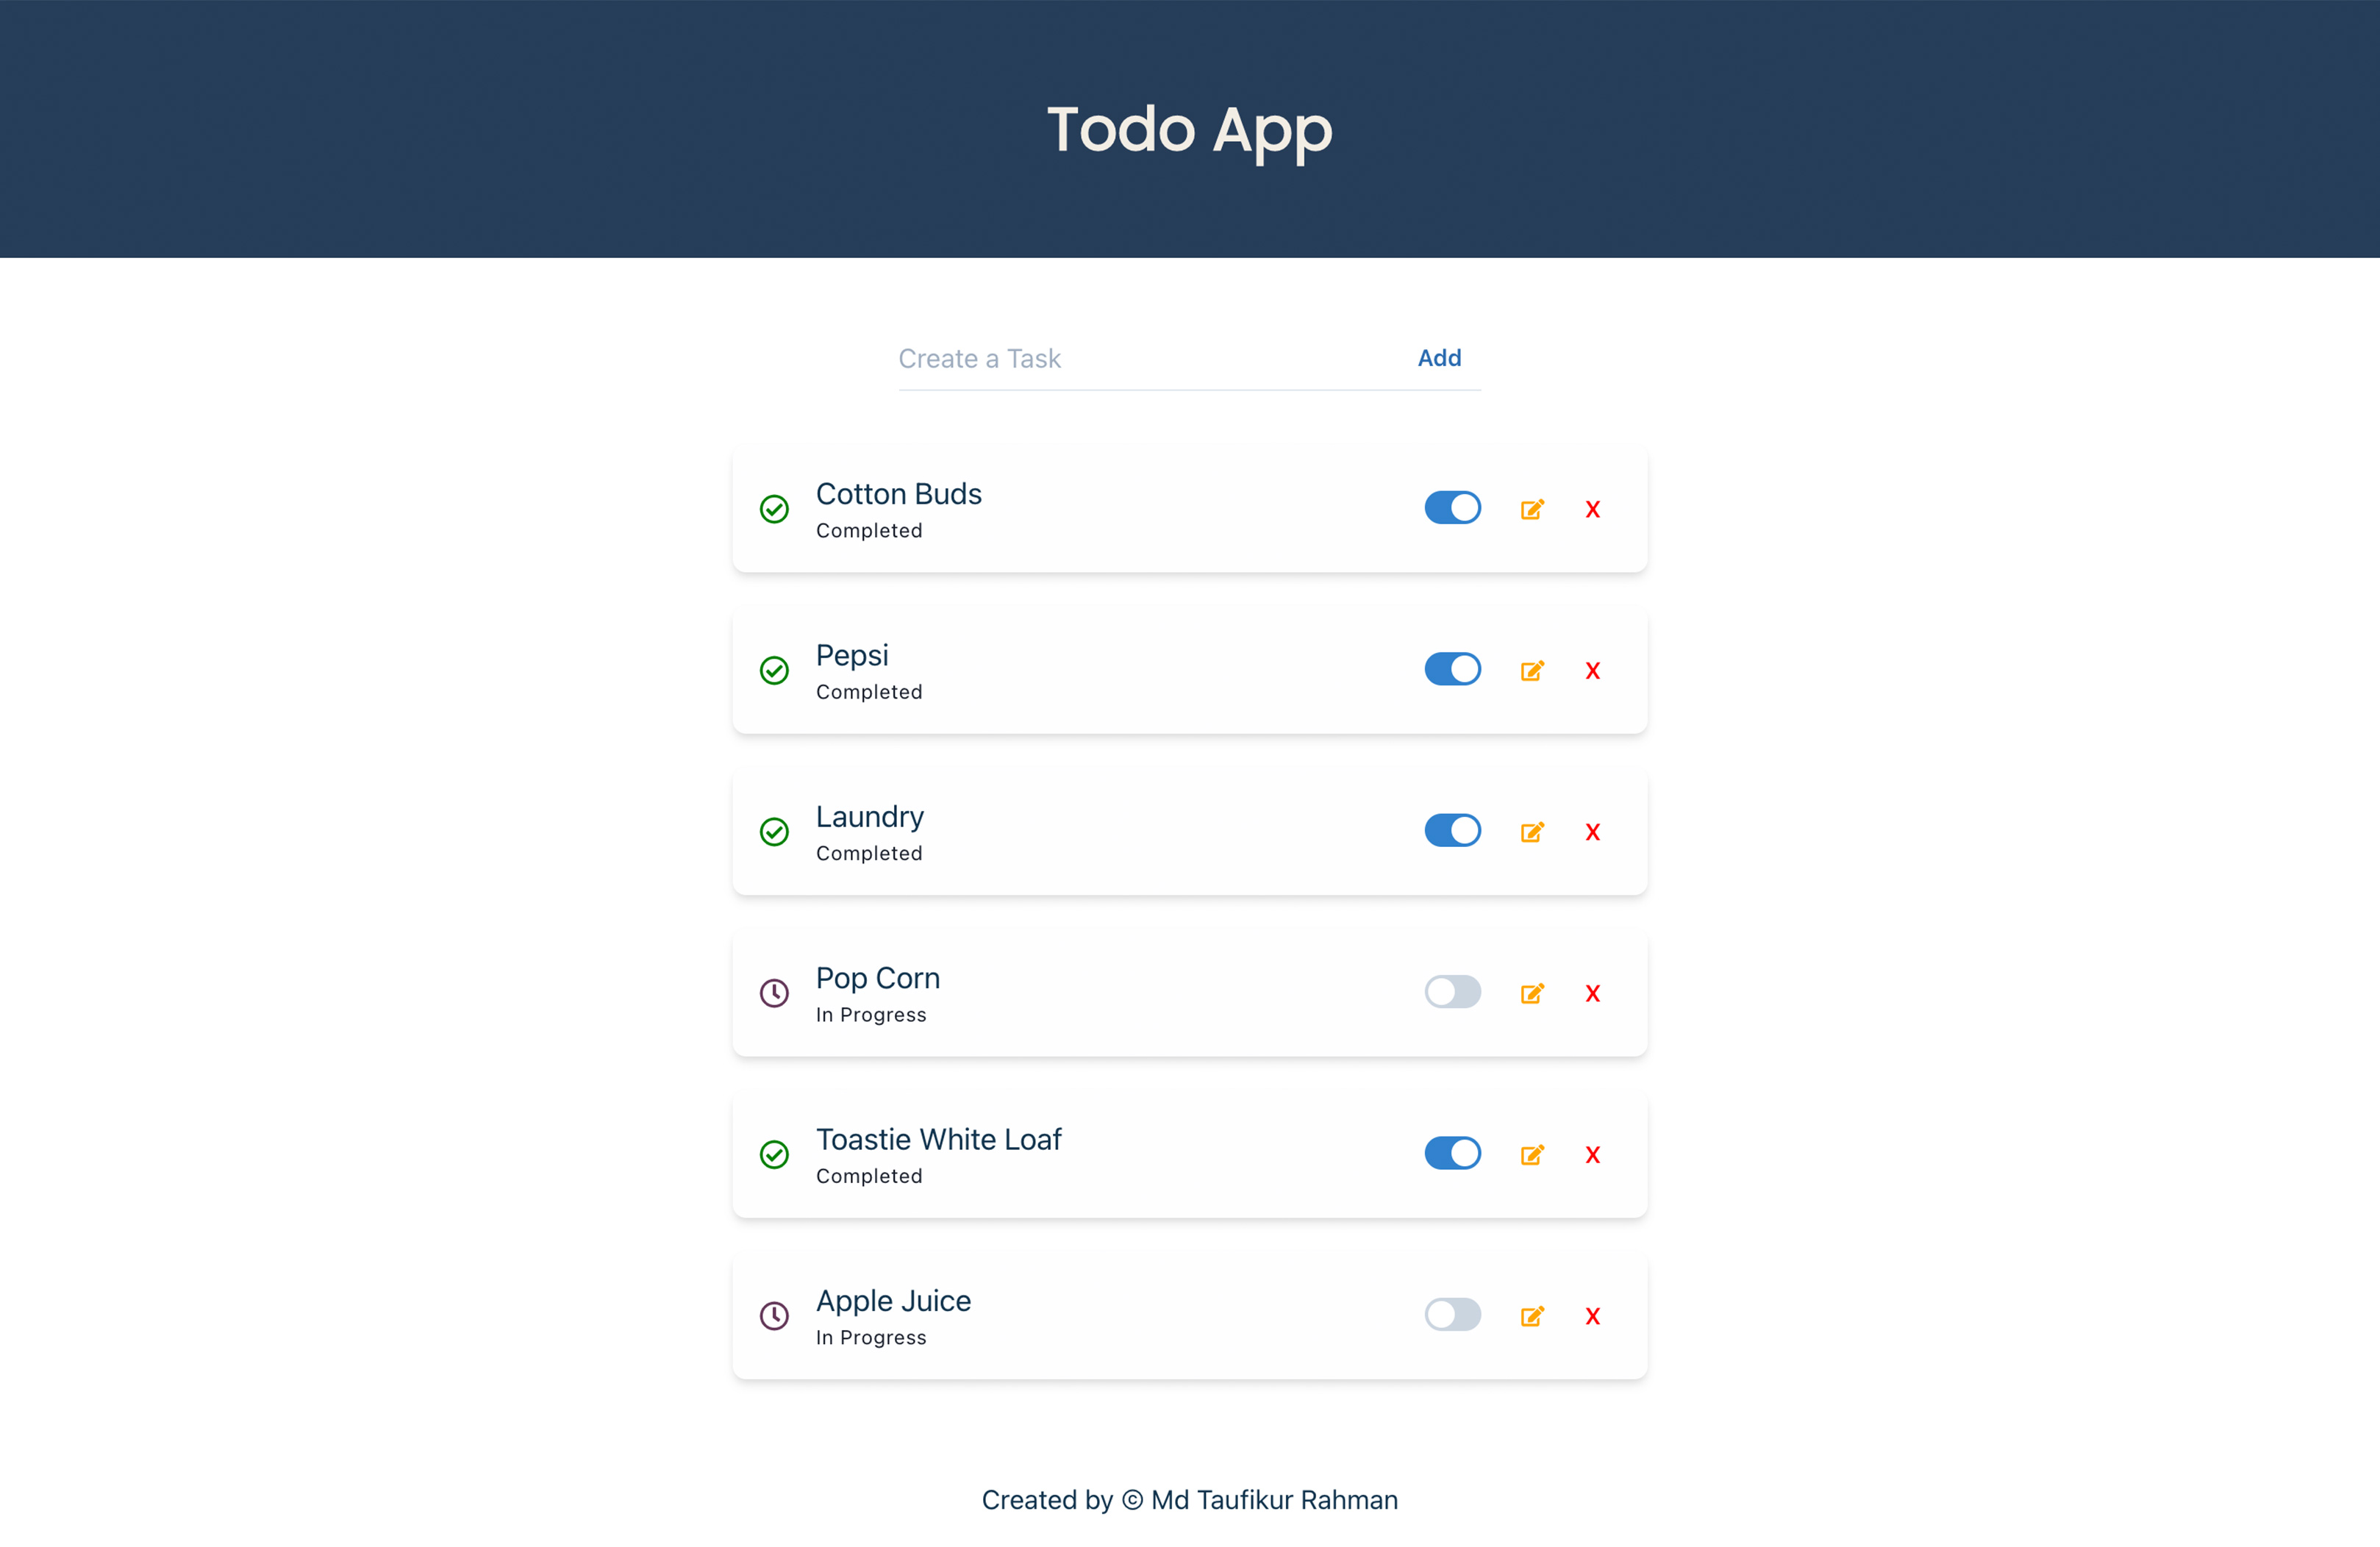 Todo App
Create a Task Add
Cotton Buds
Completed
X
Pepsi
Completed
X
Laundry
Completed
X
Pop Corn
In Progress
X
Toastie White Loaf
Completed
X
Apple Juice
In Progress
X
Created by © Md Taufikur Rahman